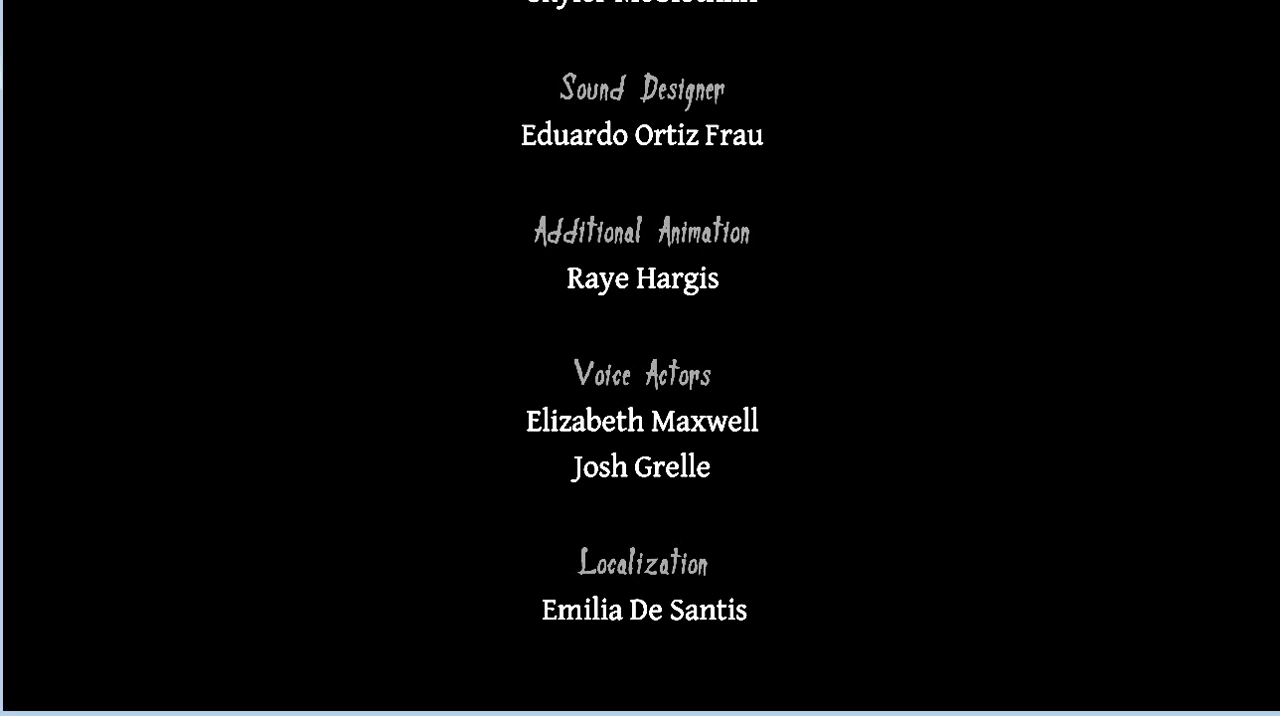 Sound Designer
Eduardo Ortiz Frau
Additional Animation
Raye Hargis
Voice Actors
Elizabeth Maxwell
Josh Grelle
Localization
Emilia De Santis